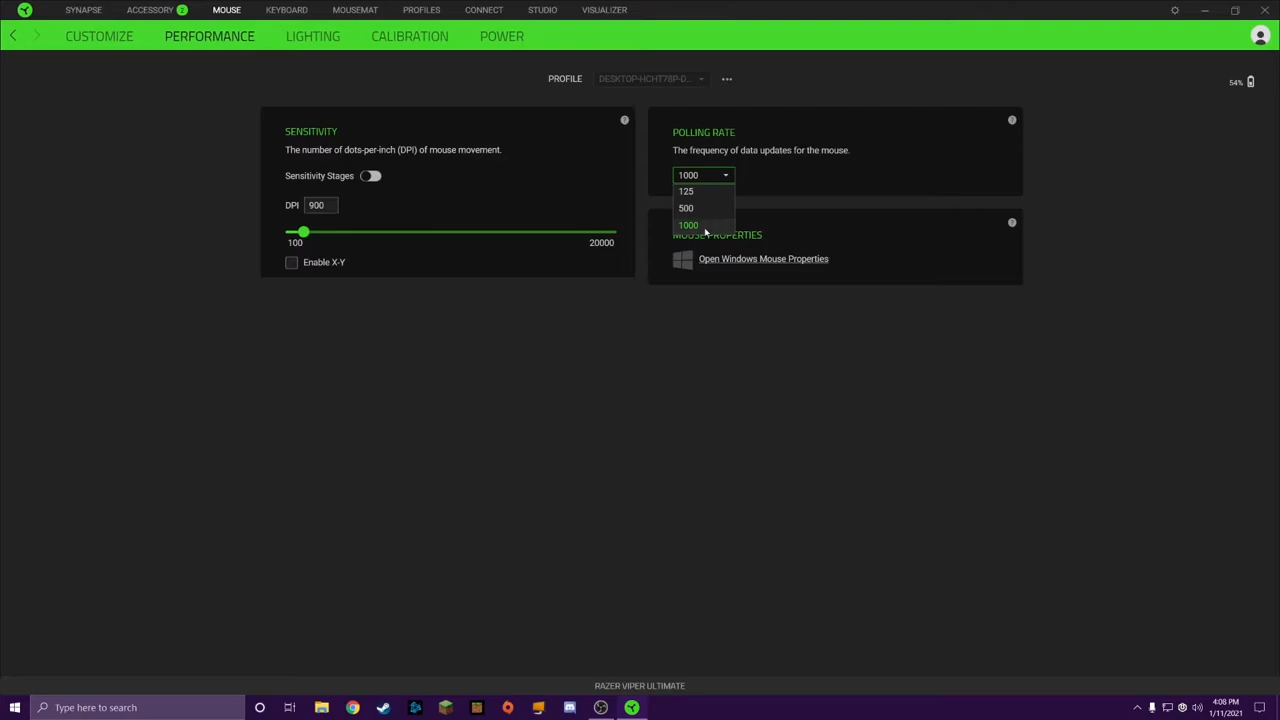 SYNAPSE ACCESSORY 2 MOUSE KEYBOARD MOUSEMAT PROFILES CONNECT STUDIO VISUALIZER
CUSTOMIZE PERFORMANCE LIGHTING CALIBRATION POWER
PROFILE DESKTOP-HCHT78P-D...
54%
SENSITIVITY
The number of dots-per-inch (DPI) of mouse movement.
Sensitivity Stages
DPI 900
100 20000
Enable X-Y
POLLING RATE
The frequency of data updates for the mouse.
1000
125
500
1000
MOUSE PROPERTIES
Open Windows Mouse Properties
RAZER VIPER ULTIMATE
Type here to search
4:08 PM
1/11/2021